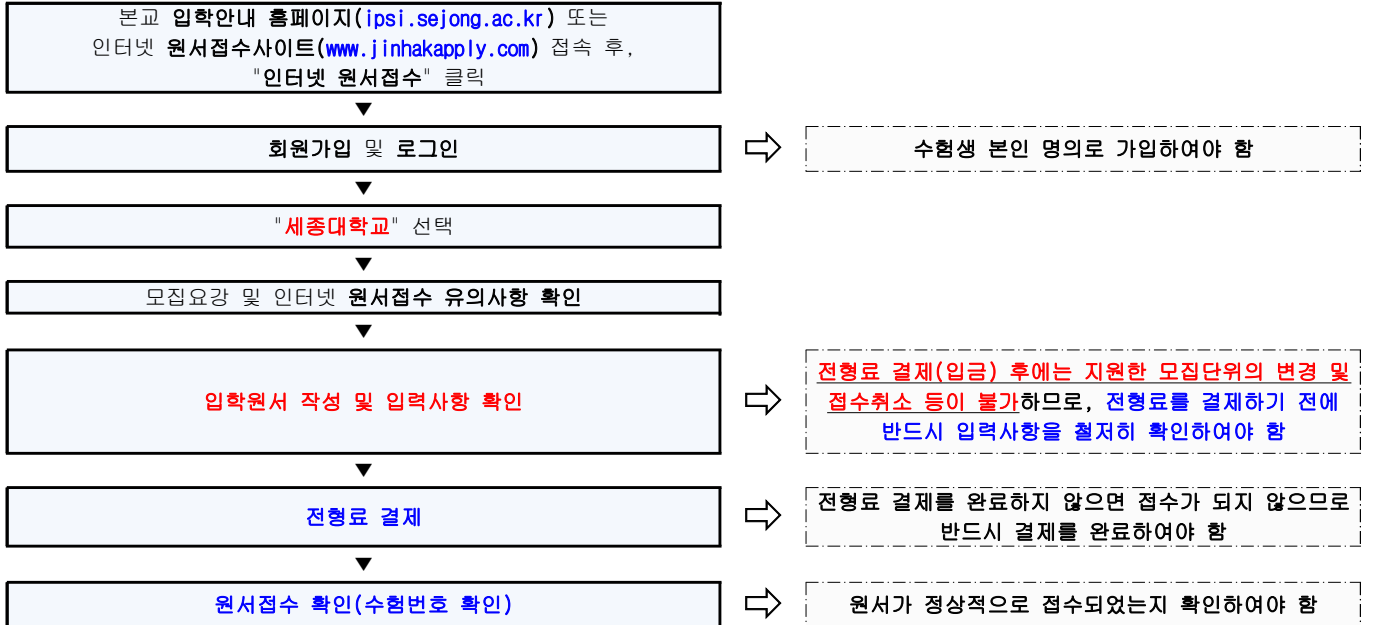 본교 입학안내 홈페이지(ipsi.sejong.ac.kr) 또는
인터넷 원서접수사이트(www.jinhakapply.com) 접속 후,
"인터넷 원서접수" 클릭
▼
회원가입 및 로그인
수험생 본인 명의로 가입하여야 함
▼
"세종대학교" 선택
▼
모집요강 및 인터넷 원서접수 유의사항 확인
▼
입학원서 작성 및 입력사항 확인
전형료 결제(입금) 후에는 지원한 모집단위의 변경 및
접수취소 등이 불가하므로, 전형료를 결제하기 전에
반드시 입력사항을 철저히 확인하여야 함
▼
전형료 결제
전형료 결제를 완료하지 않으면 접수가 되지 않으므로
반드시 결제를 완료하여야 함
▼
원서접수 확인(수험번호 확인)
원서가 정상적으로 접수되었는지 확인하여야 함